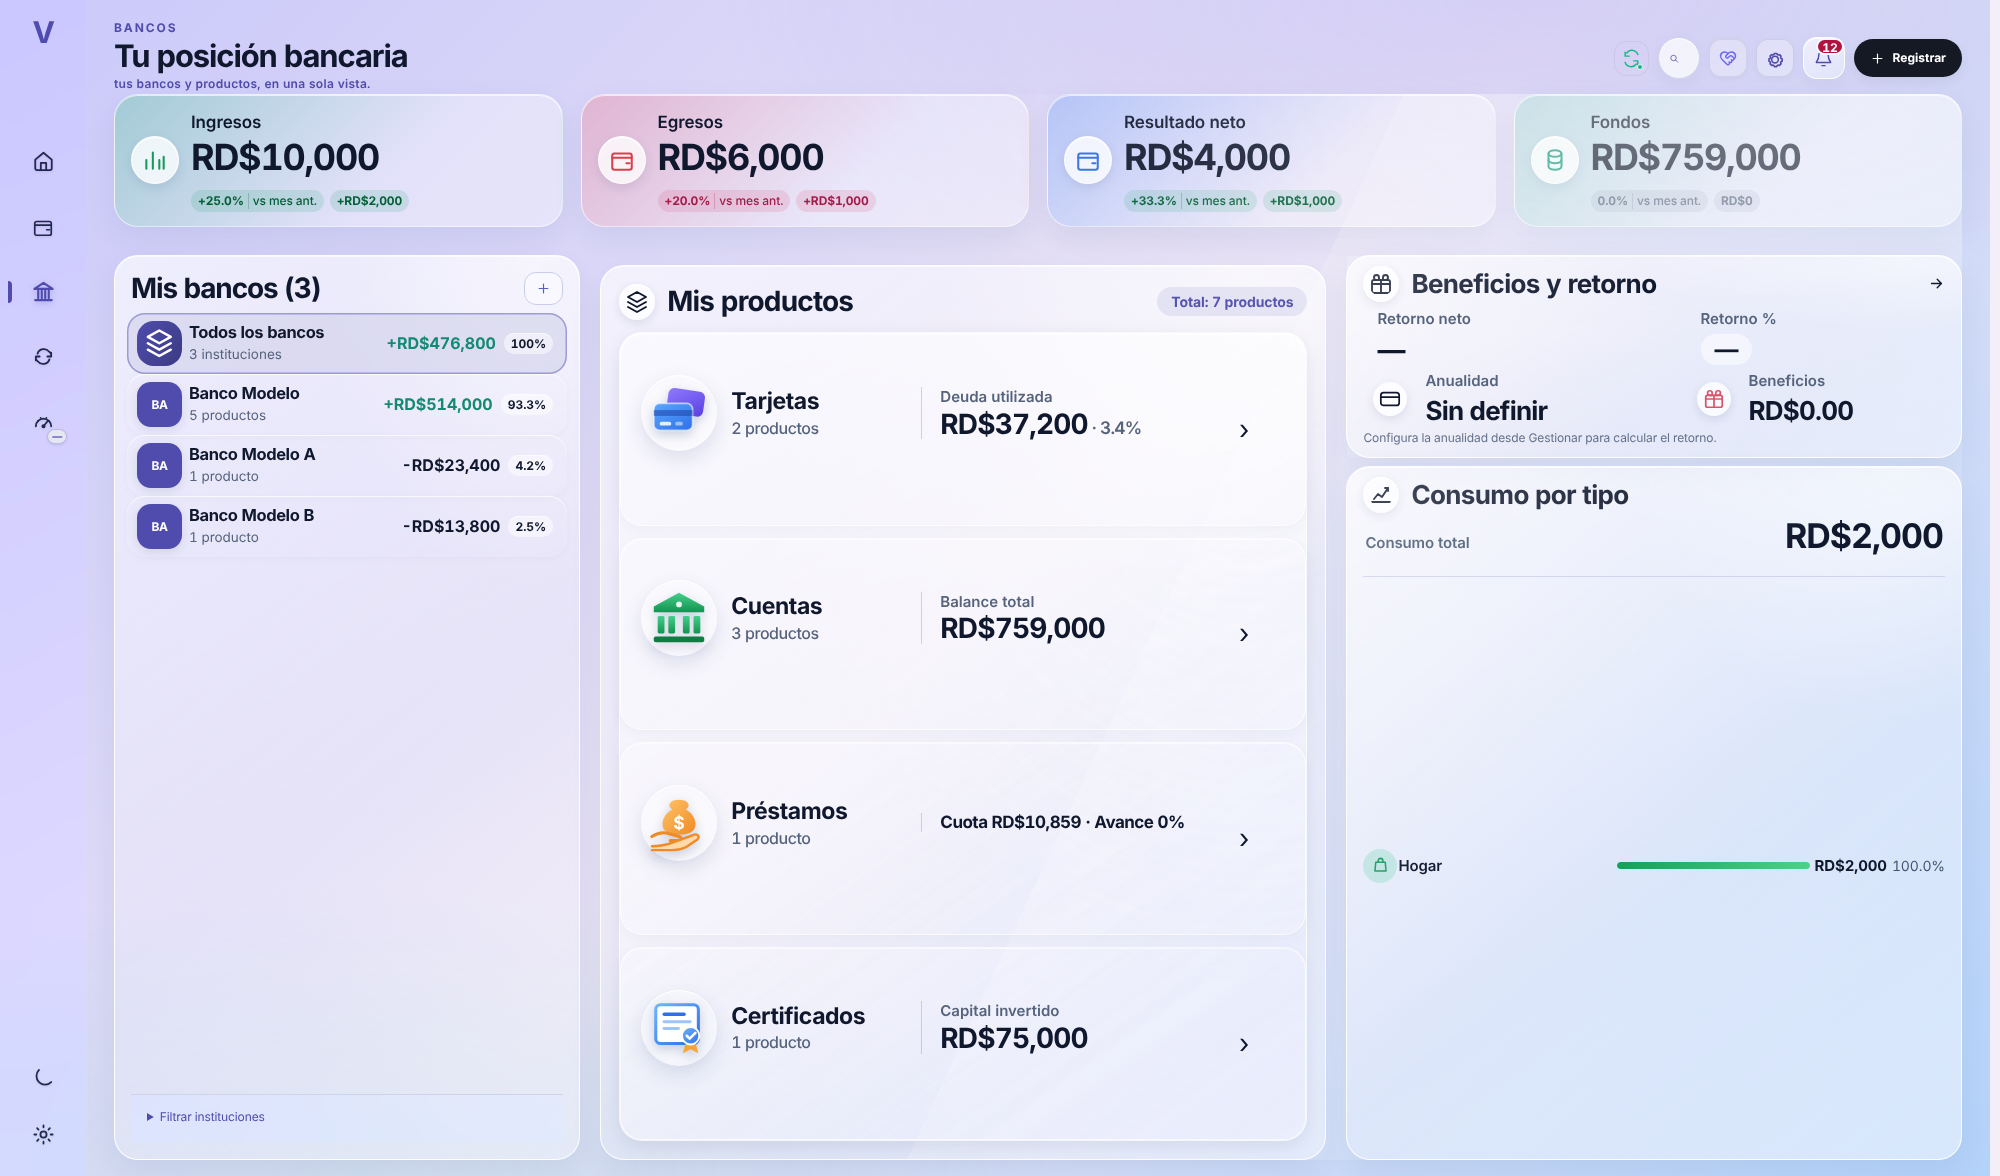 V
BANCOS
Tu posición bancaria
tus bancos y productos, en una sola vista.
12
Registrar
Ingresos
RD$10,000
+25.0% vs mes ant. +RD$2,000
Egresos
RD$6,000
+20.0% vs mes ant. +RD$1,000
Resultado neto
RD$4,000
+33.3% vs mes ant. +RD$1,000
Fondos
RD$759,000
0.0% vs mes ant. RD$0
Mis bancos (3)
+
Todos los bancos
3 instituciones
+RD$476,800 100%
BA
Banco Modelo
5 productos
+RD$514,000 93.3%
BA
Banco Modelo A
1 producto
-RD$23,400 4.2%
BA
Banco Modelo B
1 producto
-RD$13,800 2.5%
Filtrar instituciones
Mis productos
Total: 7 productos
Tarjetas
2 productos
Deuda utilizada
RD$37,200 · 3.4%
Cuentas
3 productos
Balance total
RD$759,000
$
Préstamos
1 producto
Cuota RD$10,859 · Avance 0%
Certificados
1 producto
Capital invertido
RD$75,000
Beneficios y retorno
Retorno neto
—
Retorno %
—
Anualidad
Sin definir
Beneficios
RD$0.00
Configura la anualidad desde Gestionar para calcular el retorno.
Consumo por tipo
Consumo total
RD$2,000
Hogar
RD$2,000 100.0%